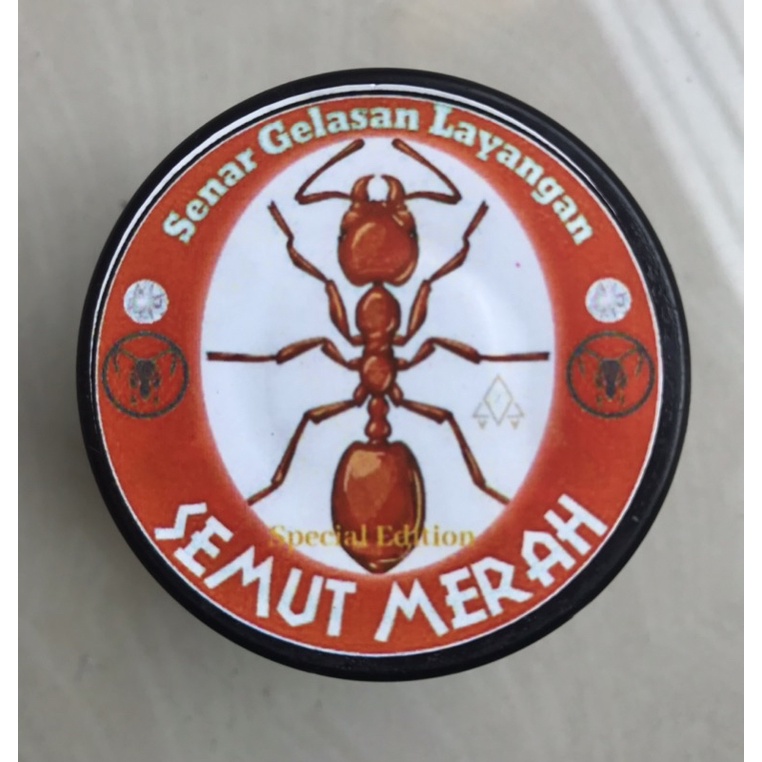 Senar Gelasan Layangan
Special Edition
SEMUT MERAH